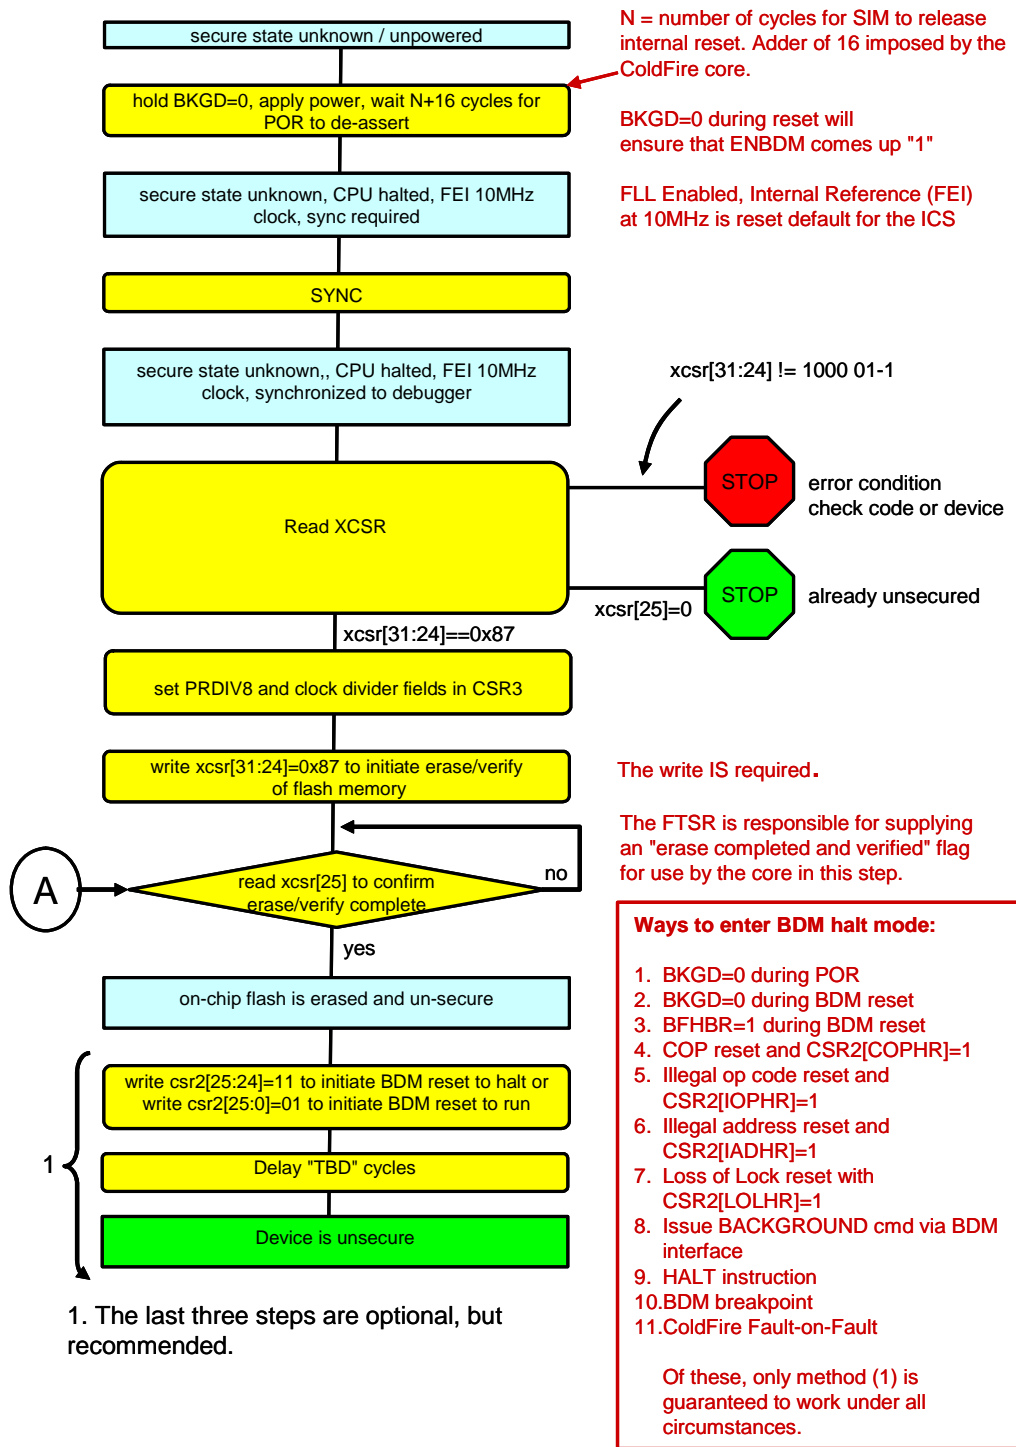 secure state unknown / unpowered
N = number of cycles for SIM to release
internal reset. Adder of 16 imposed by the
ColdFire core.
hold BKGD=0, apply power, wait N+16 cycles for
POR to de-assert
BKGD=0 during reset will
ensure that ENBDM comes up "1"
secure state unknown, CPU halted, FEI 10MHz
clock, sync required
FLL Enabled, Internal Reference (FEI)
at 10MHz is reset default for the ICS
SYNC
secure state unknown,, CPU halted, FEI 10MHz
clock, synchronized to debugger
xcsr[31:24] != 1000 01-1
Read XCSR
STOP
error condition
check code or device
STOP
already unsecured
xcsr[25]=0
xcsr[31:24]==0x87
set PRDIV8 and clock divider fields in CSR3
write xcsr[31:24]=0x87 to initiate erase/verify
of flash memory
The write IS required.
The FTSR is responsible for supplying
an "erase completed and verified" flag
for use by the core in this step.
A
read xcsr[25] to confirm
erase/verify complete
no
yes
on-chip flash is erased and un-secure
write csr2[25:24]=11 to initiate BDM reset to halt or
write csr2[25:0]=01 to initiate BDM reset to run
1
Delay "TBD" cycles
Device is unsecure
1. The last three steps are optional, but
recommended.
Ways to enter BDM halt mode:
1. BKGD=0 during POR
2. BKGD=0 during BDM reset
3. BFHBR=1 during BDM reset
4. COP reset and CSR2[COPHR]=1
5. Illegal op code reset and
CSR2[IOPHR]=1
6. Illegal address reset and
CSR2[IADHR]=1
7. Loss of Lock reset with
CSR2[LOLHR]=1
8. Issue BACKGROUND cmd via BDM
interface
9. HALT instruction
10.BDM breakpoint
11.ColdFire Fault-on-Fault
Of these, only method (1) is
guaranteed to work under all
circumstances.